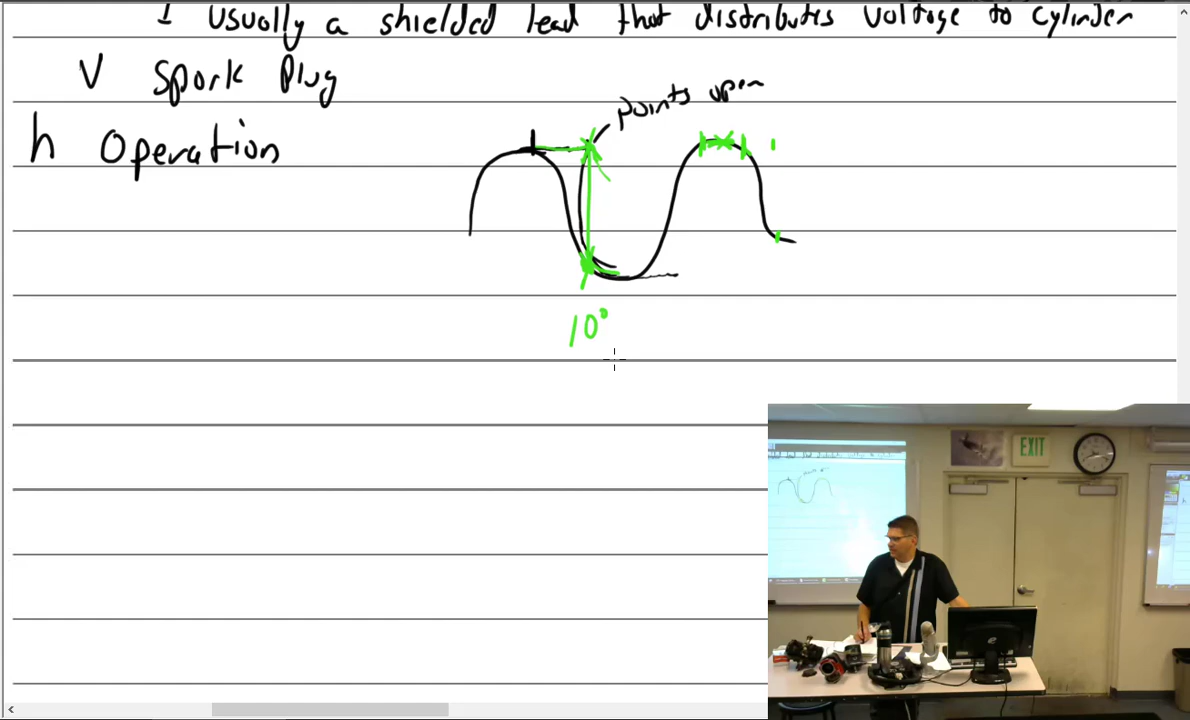 I usually a shielded lead that distributes voltage to cylinder
V Spark Plug
points open
h Operation
10°
EXIT